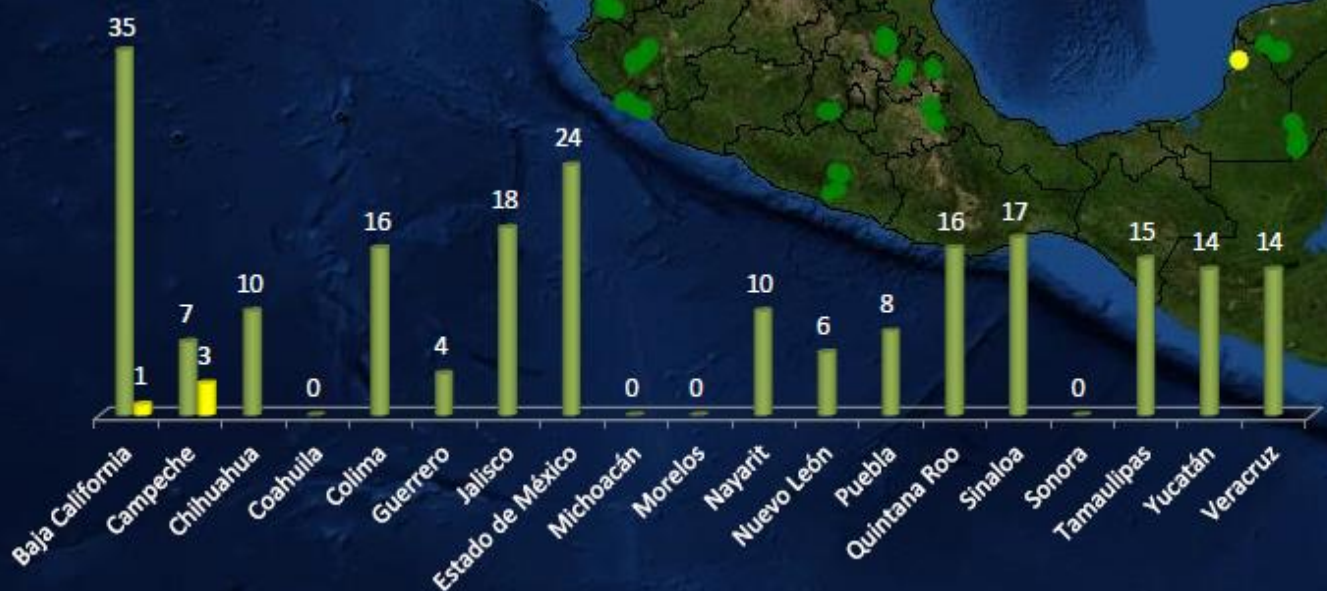 35
1
7
3
10
0
16
4
18
24
0
0
10
6
8
16
17
0
15
14
14
Baja California
Campeche
Chihuahua
Coahuila
Colima
Guerrero
Jalisco
Estado de México
Michoacán
Morelos
Nayarit
Nuevo León
Puebla
Quintana Roo
Sinaloa
Sonora
Tamaulipas
Yucatán
Veracruz